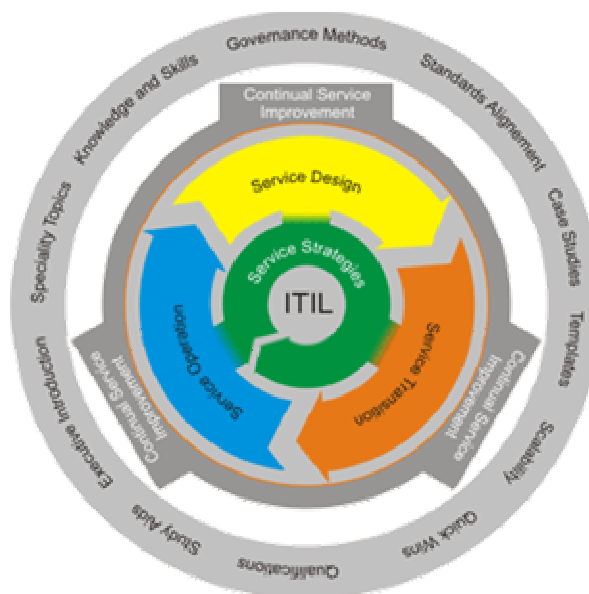 Governance Methods
Standards Alignement
Case Studies
Templates
Scalability
Quick Wins
Qualifications
Study Aids
Executive Introduction
Speciality Topics
Knowledge and Skills
Continual Service
Improvement
Continual Service
Improvement
Continual Service
Improvement
Service Design
Service Transition
Service Operation
Service Strategies
ITIL